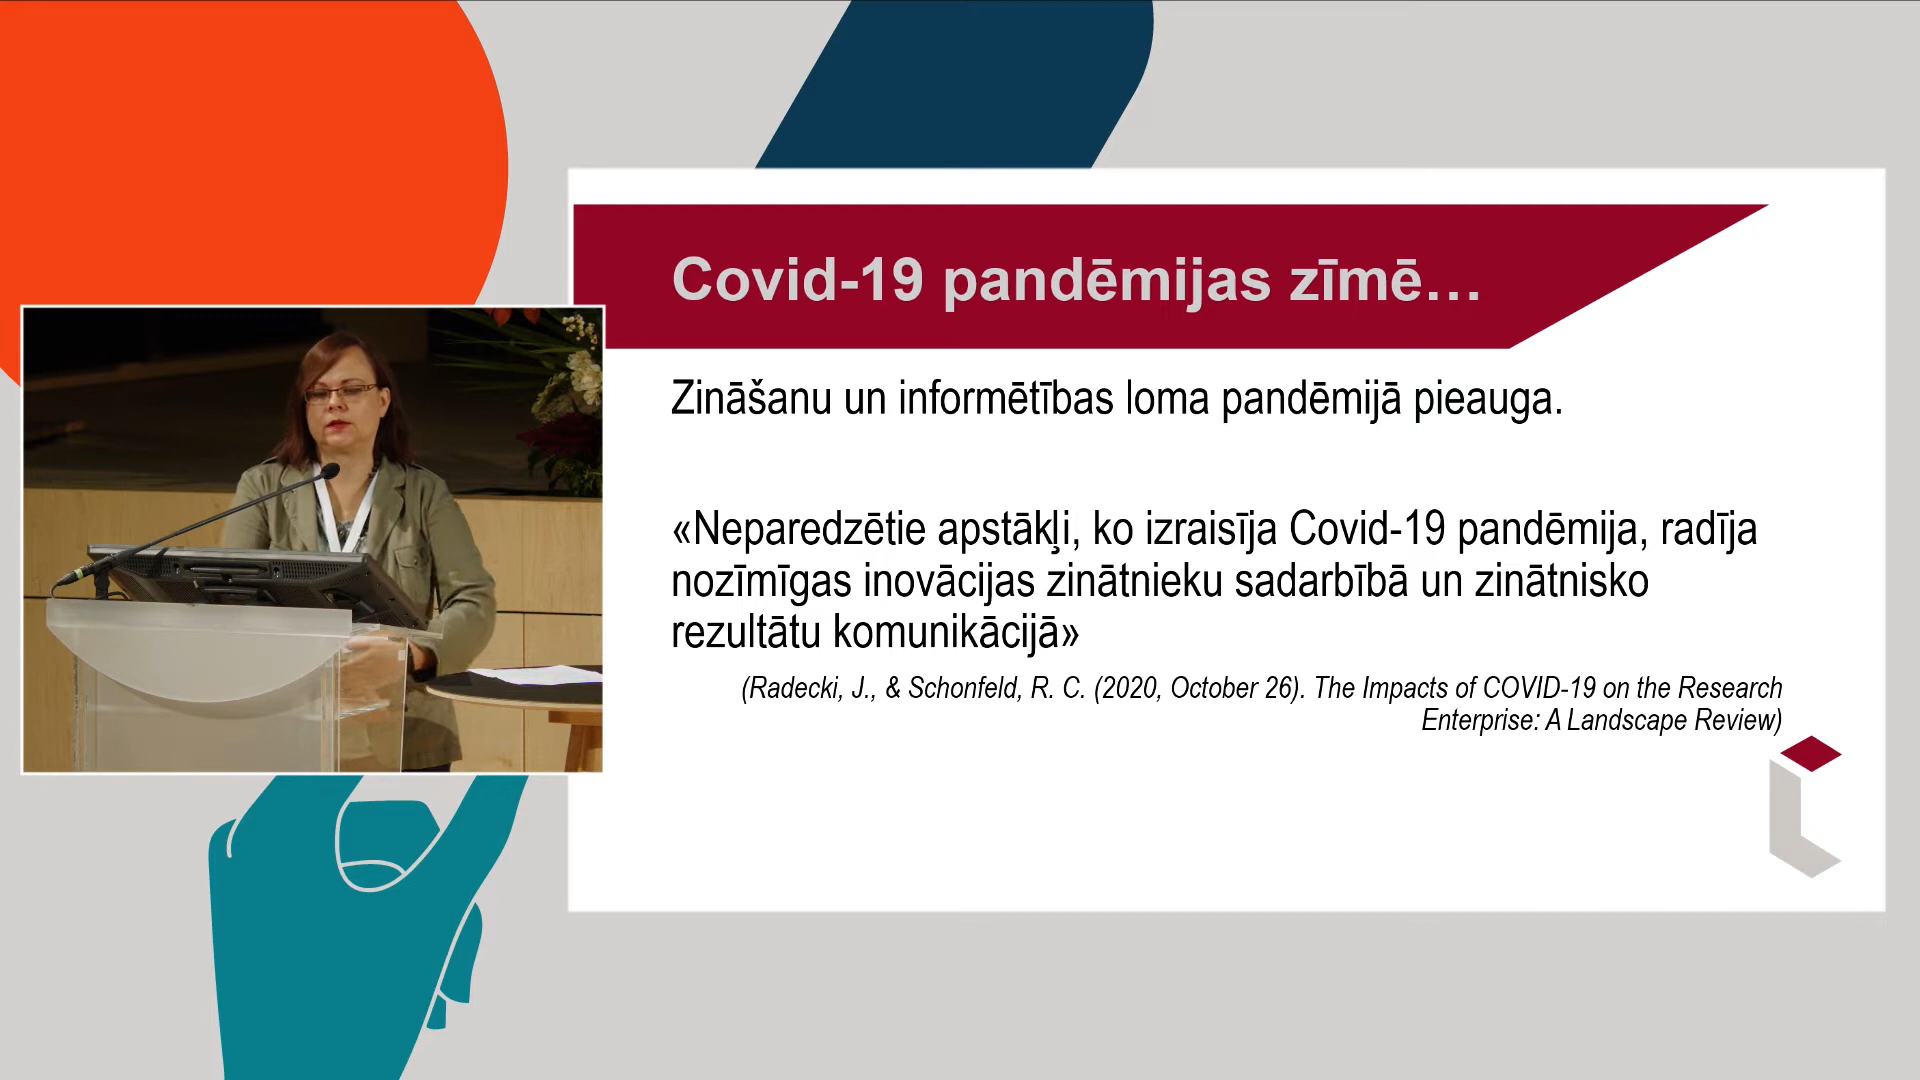 Covid-19 pandēmijas zīmē…
Zināšanu un informētības loma pandēmijā pieauga.
«Neparedzētie apstākļi, ko izraisīja Covid-19 pandēmija, radīja
nozīmīgas inovācijas zinātnieku sadarbībā un zinātnisko
rezultātu komunikācijā»
(Radecki, J., & Schonfeld, R. C. (2020, October 26). The Impacts of COVID-19 on the Research
Enterprise: A Landscape Review)